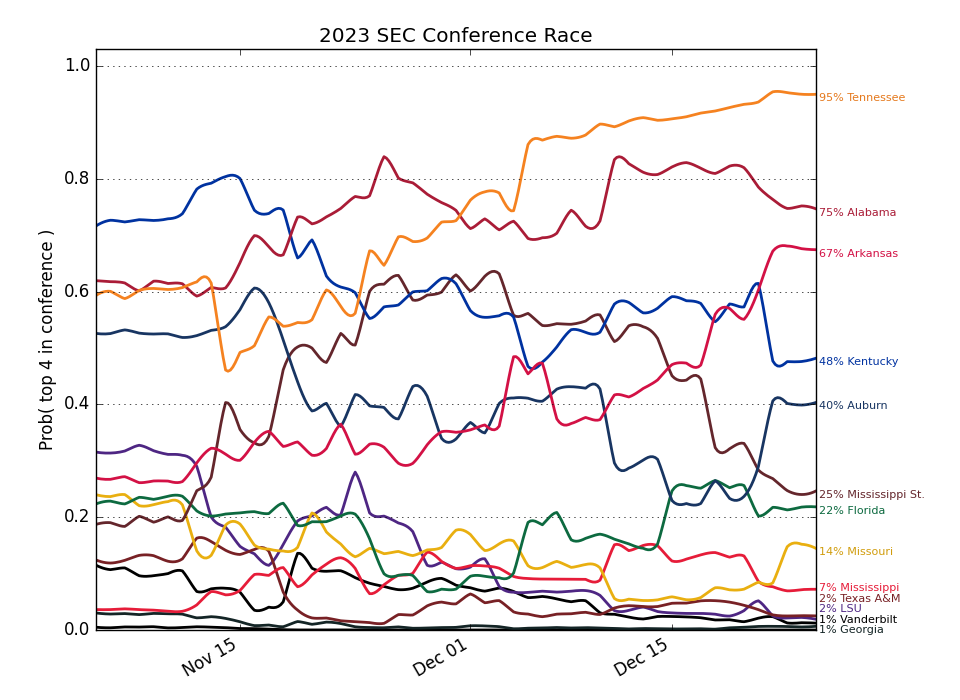 2023 SEC Conference Race
Prob( top 4 in conference )
1.0
0.8
0.6
0.4
0.2
0.0
Nov 15
Dec 01
Dec 15
95% Tennessee
75% Alabama
67% Arkansas
48% Kentucky
40% Auburn
25% Mississippi St.
22% Florida
14% Missouri
7% Mississippi
2% Texas A&M
2% LSU
1% Vanderbilt
1% Georgia